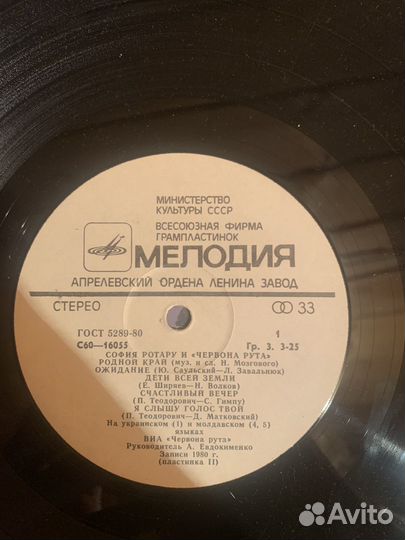 МИНИСТЕРСТВО
КУЛЬТУРЫ СССР
ВСЕСОЮЗНАЯ ФИРМА
ГРАМПЛАСТИНОК
МЕЛОДИЯ
АПРЕЛЕВСКИЙ ОРДЕНА ЛЕНИНА ЗАВОД
СТЕРЕО 33
ГОСТ 5289-80 1
С60—16055 Гр. 3. 3-25
СОФИЯ РОТАРУ И «ЧЕРВОНА РУТА»
РОДНОЙ КРАЙ (муз. и сл. Н. Мозгового)
ОЖИДАНИЕ (Ю. Саульский—Л. Завальнюк)
ДЕТИ ВСЕЙ ЗЕМЛИ
(Е. Ширяев—Н. Волков)
СЧАСТЛИВЫЙ ВЕЧЕР
(П. Теодорович—С. Гимпу)
Я СЛЫШУ ГОЛОС ТВОЙ
(П. Теодорович—Д. Матковский)
На украинском (1) и молдавском (4, 5)
языках
ВИА «Червона рута»
Руководитель А. Евдокименко
Записи 1980 г.
(пластинка II)
Avito